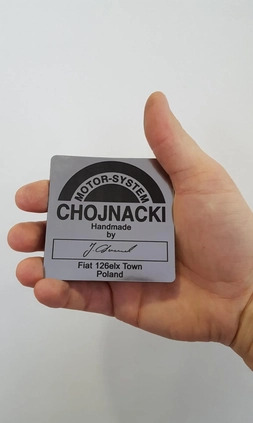 MOTOR-SYSTEM
CHOJNACKI
Handmade
by
Fiat 126elx Town
Poland